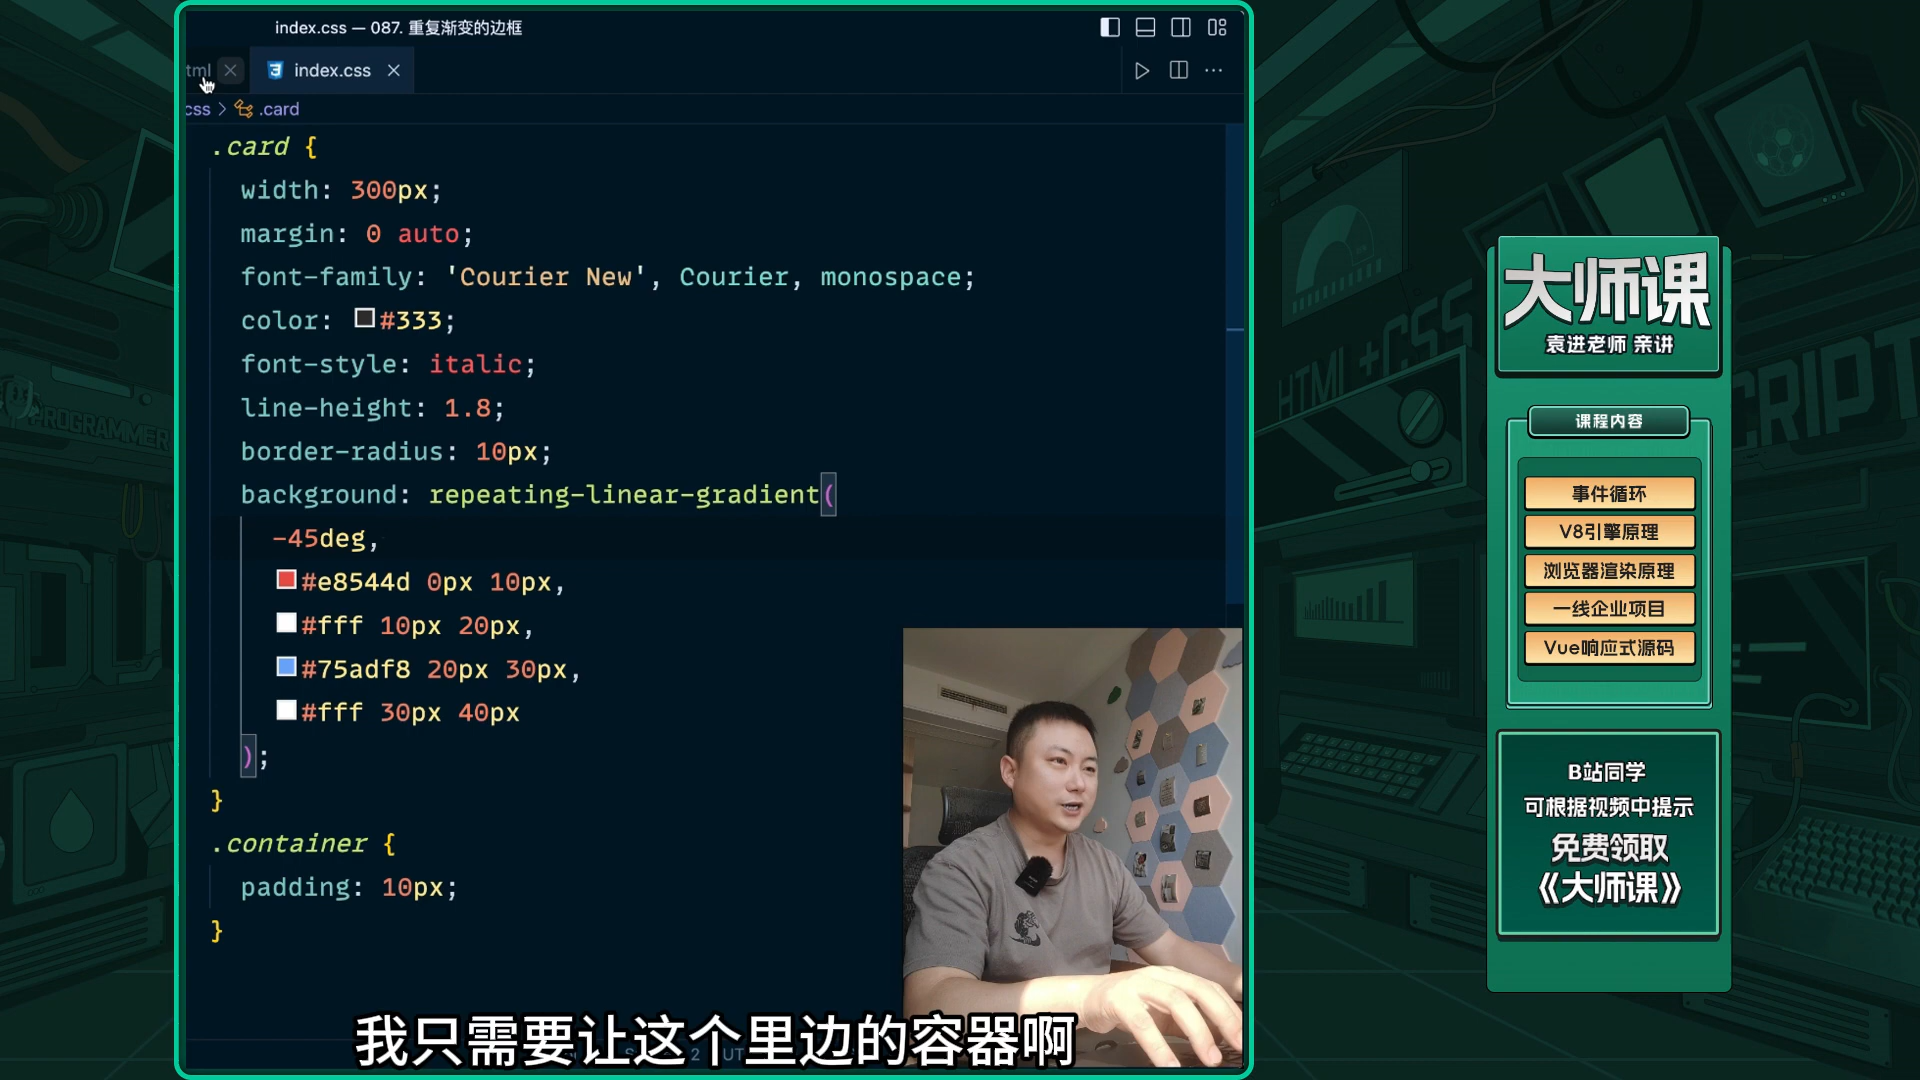 index.css — 087. 重复渐变的边框
tml
index.css
css > .card
.card {
width: 300px;
margin: 0 auto;
font-family: 'Courier New', Courier, monospace;
color: #333;
font-style: italic;
line-height: 1.8;
border-radius: 10px;
background: repeating-linear-gradient(
-45deg,
#e8544d 0px 10px,
#fff 10px 20px,
#75adf8 20px 30px,
#fff 30px 40px
);
}
.container {
padding: 10px;
}
我只需要让这个里边的容器啊
大师课
袁进老师 亲讲
课程内容
事件循环
V8引擎原理
浏览器渲染原理
一线企业项目
Vue响应式源码
B站同学
可根据视频中提示
免费领取
《大师课》
PROGRAMMER
HTML +CSS
CRIPT